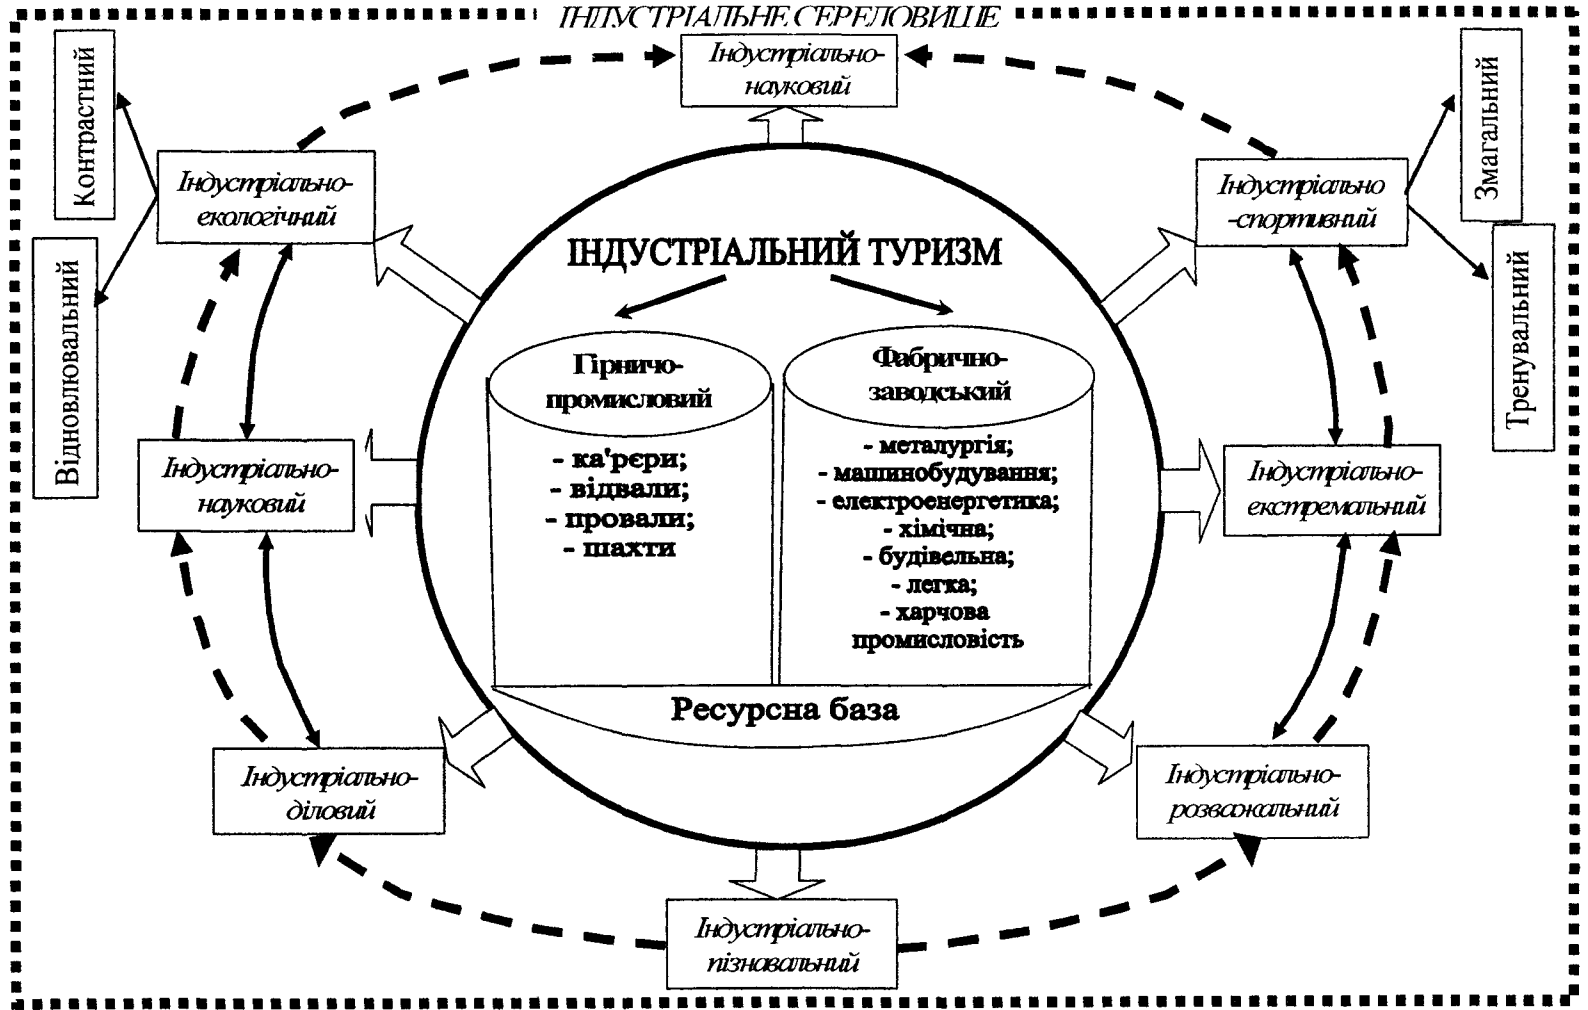 ІНДУСТРІАЛЬНЕ СЕРЕДОВИЩЕ
Індустріально-
науковий
Контрастний
Відновлювальний
Індустріально-
екологічний
Змагальний
Тренувальний
Індустріально
-спортивний
ІНДУСТРІАЛЬНИЙ ТУРИЗМ
Гірничо-
промисловий
- ка'рєри;
- відвали;
- провали;
- шахти
Фабрично-
заводський
- металургія;
- машинобудування;
- електроенергетика;
- хімічна;
- будівельна;
- легка;
- харчова
промисловість
Ресурсна база
Індустріально-
науковий
Індустріально-
екстремальний
Індустріально-
діловий
Індустріально-
розважальний
Індустріально-
пізнавальний